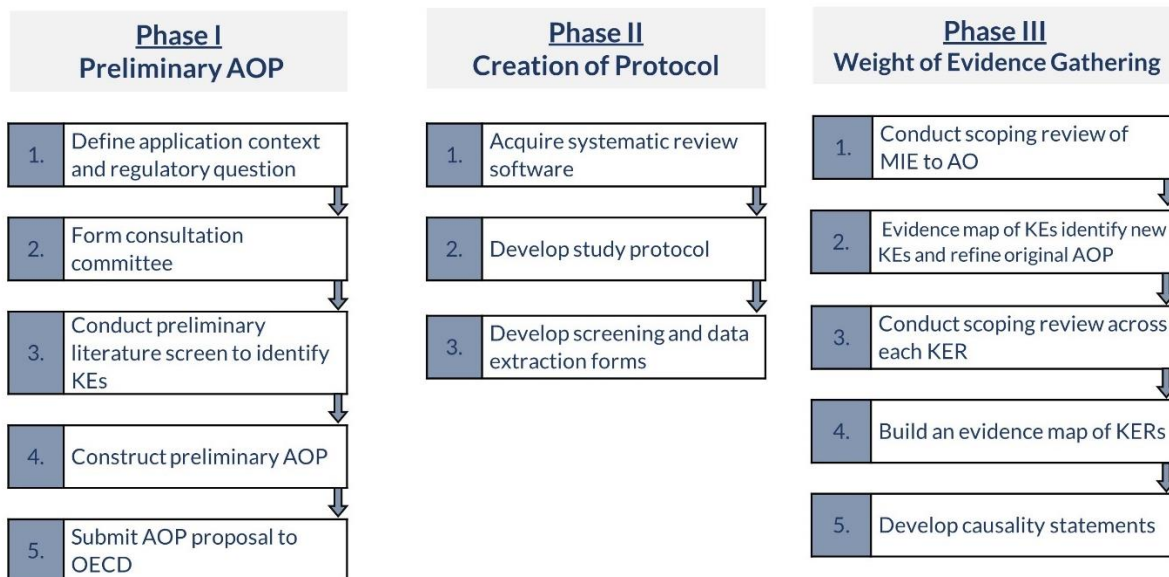 Phase I
Preliminary AOP
1.
Define application context
and regulatory question
2.
Form consultation
committee
3.
Conduct preliminary
literature screen to identify
KEs
4.
Construct preliminary AOP
5.
Submit AOP proposal to
OECD
Phase II
Creation of Protocol
1.
Acquire systematic review
software
2.
Develop study protocol
3.
Develop screening and data
extraction forms
Phase III
Weight of Evidence Gathering
1.
Conduct scoping review of
MIE to AO
2.
Evidence map of KEs identify new
KEs and refine original AOP
3.
Conduct scoping review across
each KER
4.
Build an evidence map of KERs
5.
Develop causality statements